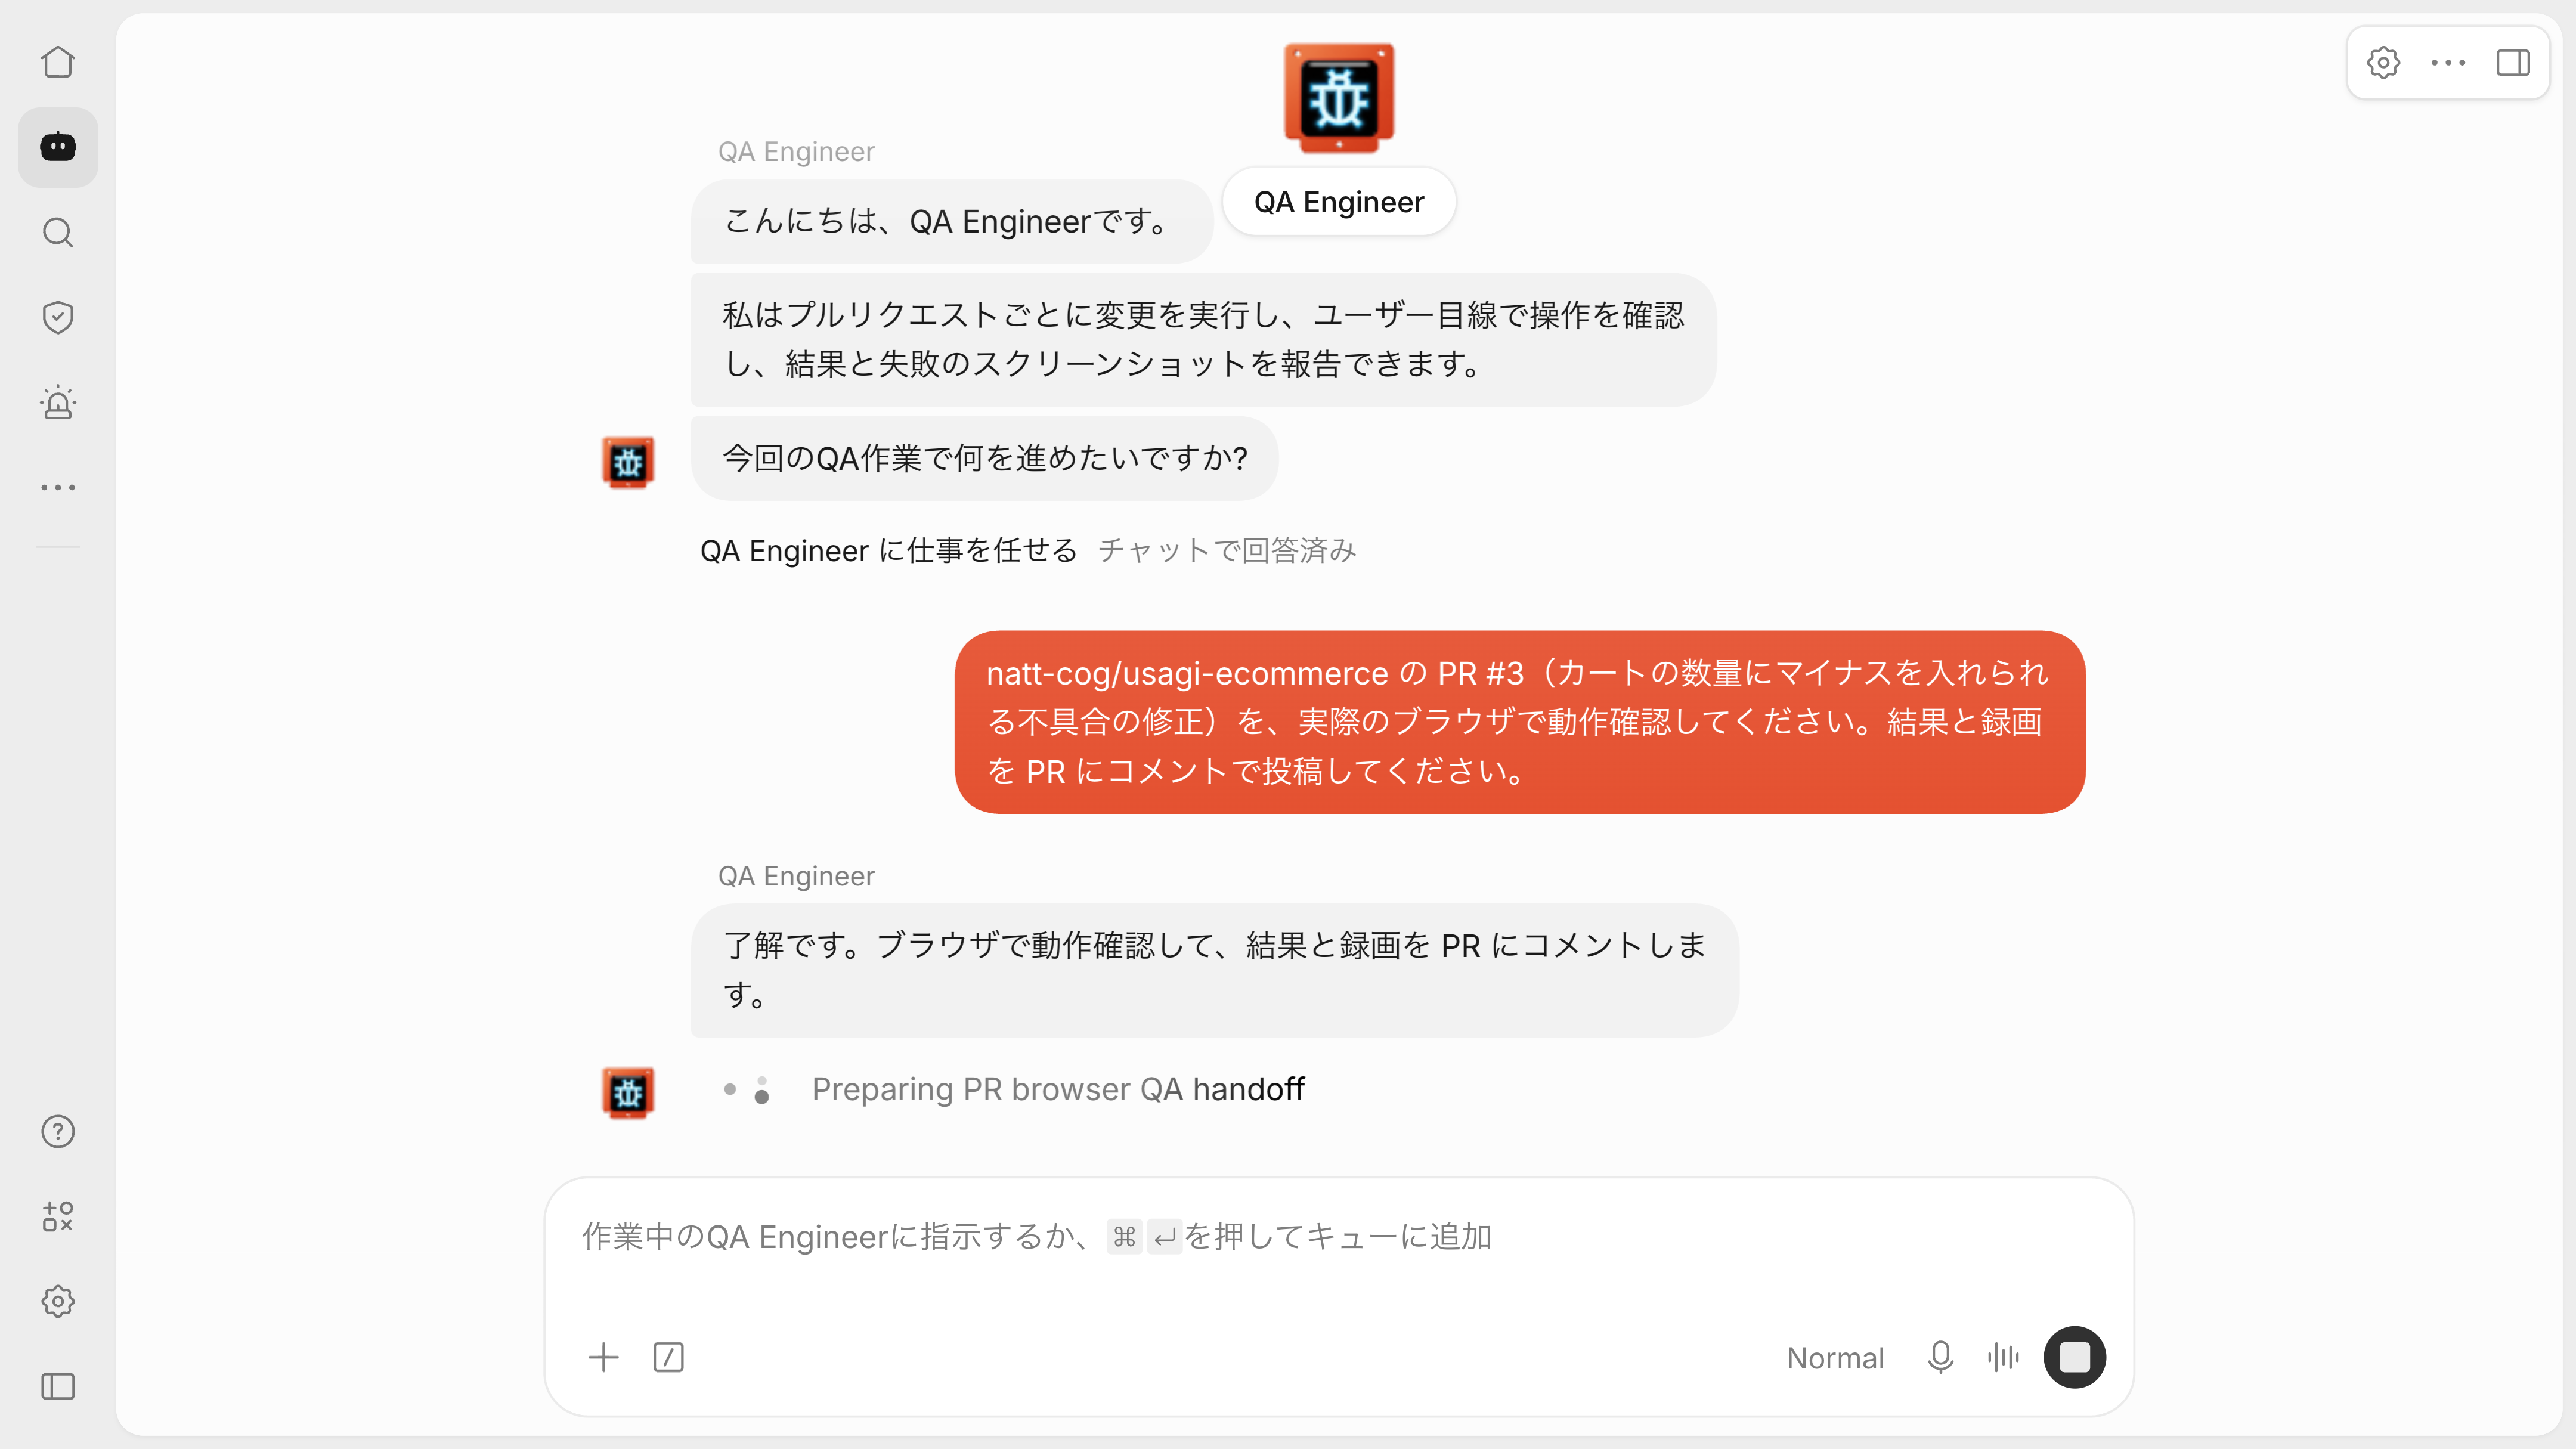 QA Engineer
QA Engineer
こんにちは、QA Engineerです。
私はプルリクエストごとに変更を実行し、ユーザー目線で操作を確認
し、結果と失敗のスクリーンショットを報告できます。
今回のQA作業で何を進めたいですか?
QA Engineer に仕事を任せる チャットで回答済み
natt-cog/usagi-ecommerce の PR #3（カートの数量にマイナスを入れられ
る不具合の修正）を、実際のブラウザで動作確認してください。結果と録画
を PR にコメントで投稿してください。
QA Engineer
了解です。ブラウザで動作確認して、結果と録画を PR にコメントしま
す。
Preparing PR browser QA handoff
作業中のQA Engineerに指示するか、⌘↵を押してキューに追加
Normal